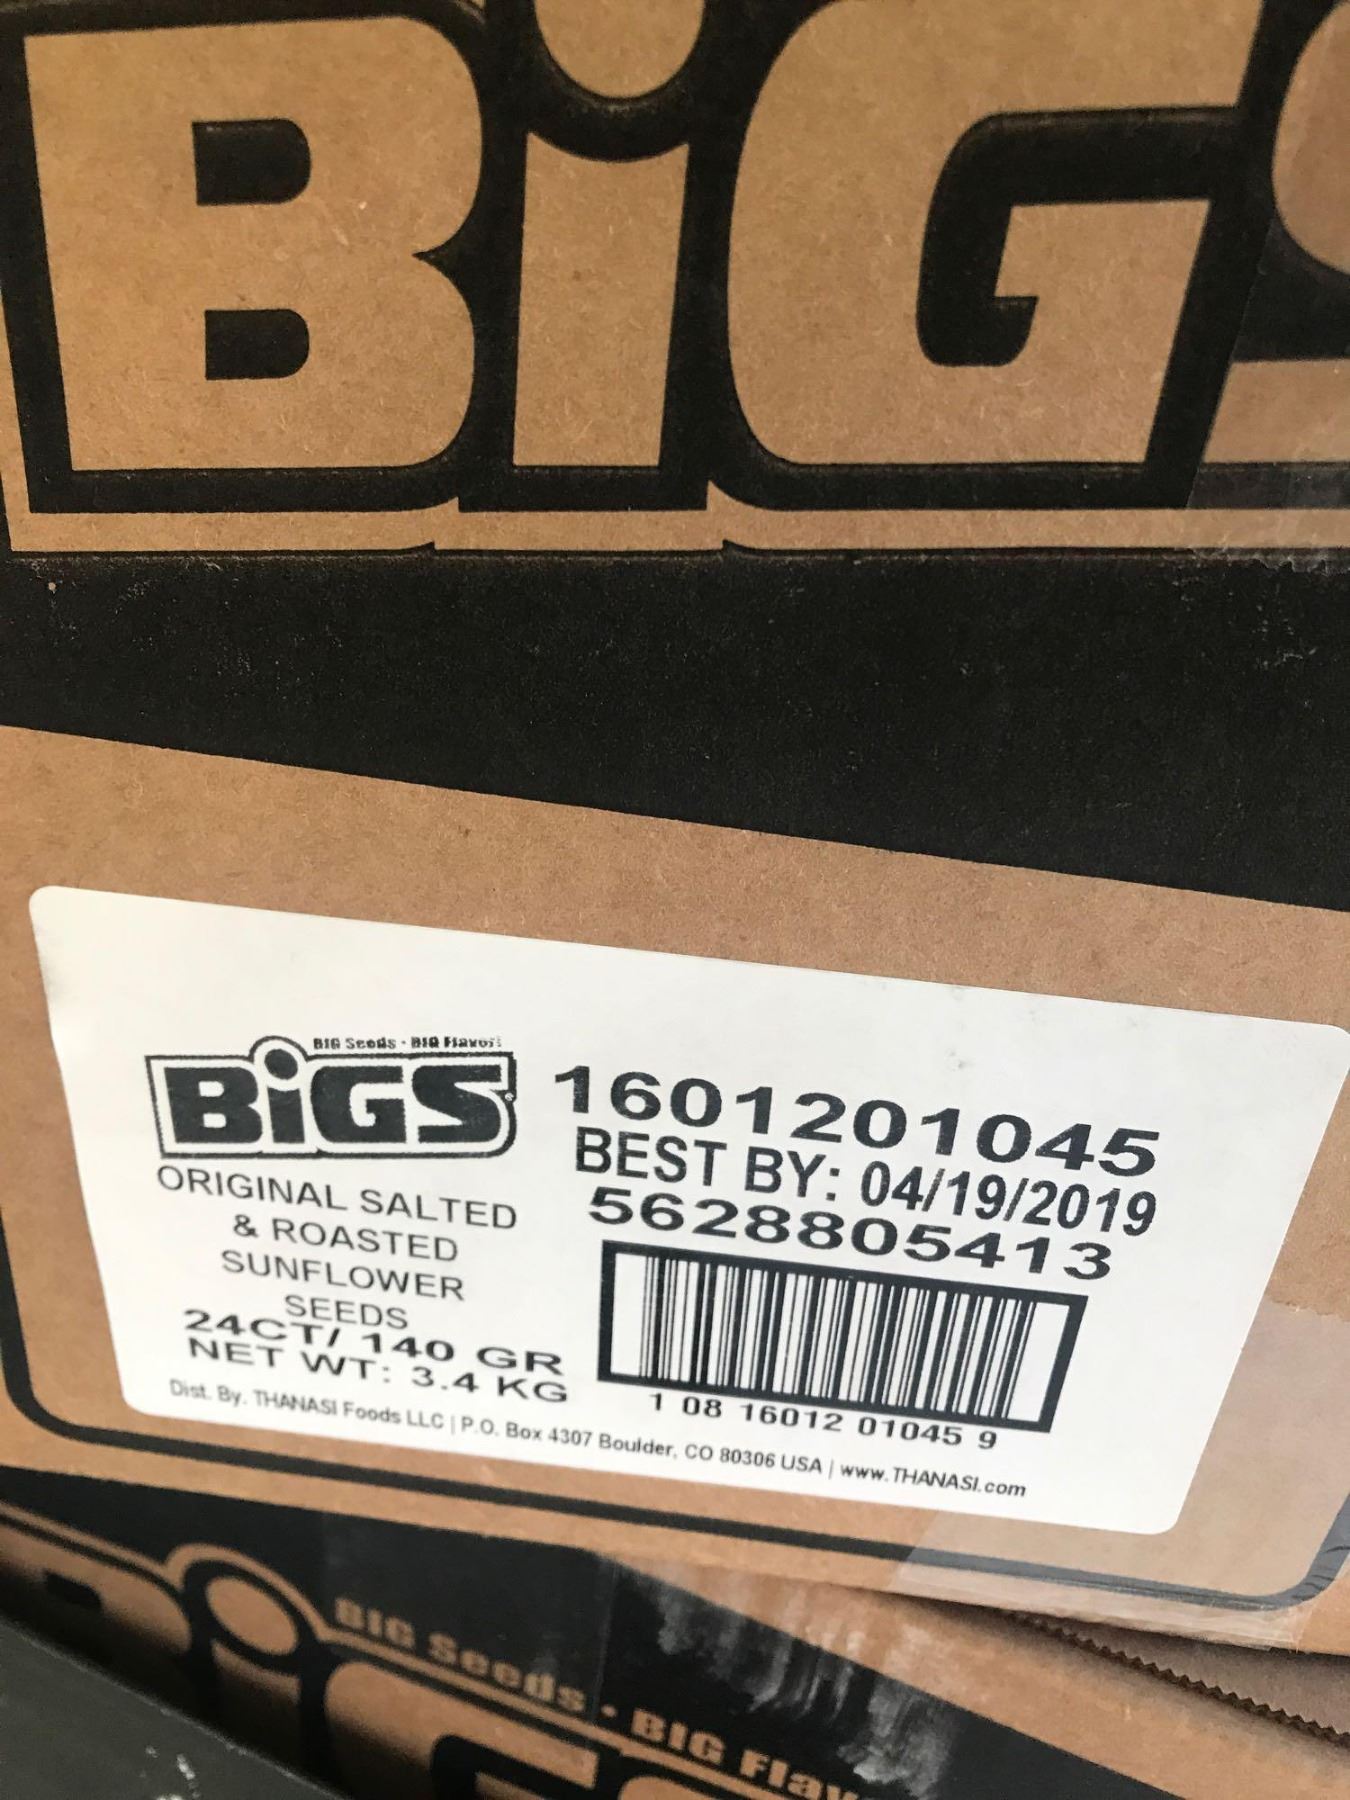 BiGS
BIG Seeds • BIG Flavor!
BiGS
ORIGINAL SALTED
& ROASTED
SUNFLOWER
SEEDS
24CT/ 140 GR
NET WT: 3.4 KG
1601201045
BEST BY: 04/19/2019
5628805413
1 08 16012 01045 9
Dist. By. THANASI Foods LLC | P.O. Box 4307 Boulder, CO 80306 USA | www.THANASI.com
BIG Seeds • BIG Flav
BiG